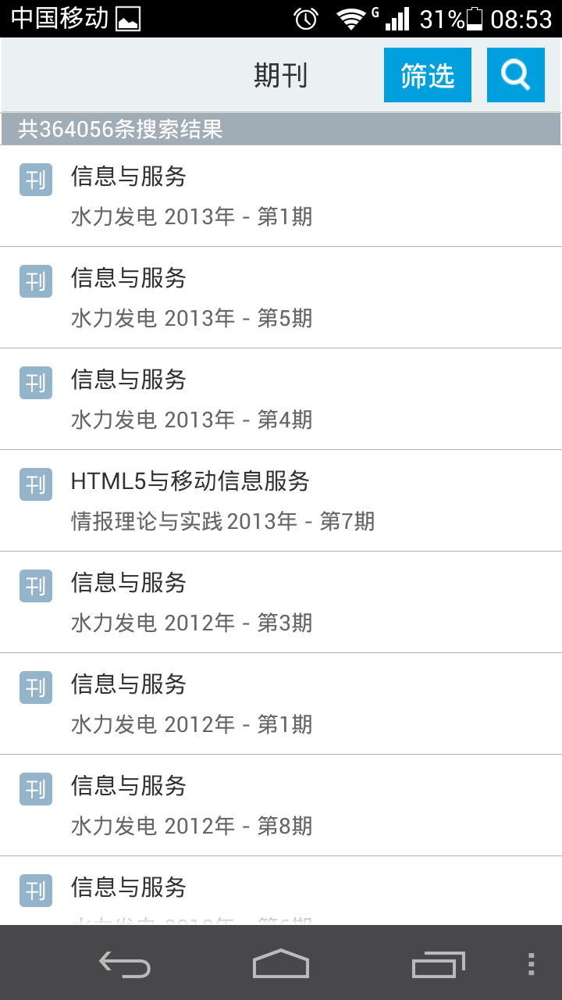 中国移动 G 31% 08:53
期刊 筛选
共364056条搜索结果
刊 信息与服务
水力发电 2013年 - 第1期
刊 信息与服务
水力发电 2013年 - 第5期
刊 信息与服务
水力发电 2013年 - 第4期
刊 HTML5与移动信息服务
情报理论与实践 2013年 - 第7期
刊 信息与服务
水力发电 2012年 - 第3期
刊 信息与服务
水力发电 2012年 - 第1期
刊 信息与服务
水力发电 2012年 - 第8期
刊 信息与服务